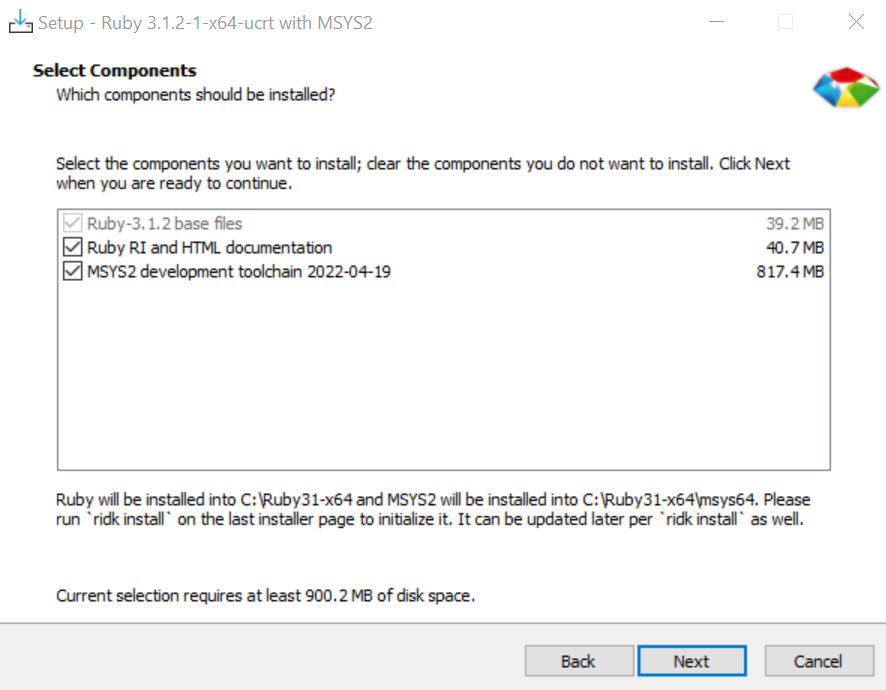 Setup - Ruby 3.1.2-1-x64-ucrt with MSYS2
Select Components
Which components should be installed?
Select the components you want to install; clear the components you do not want to install. Click Next
when you are ready to continue.
Ruby-3.1.2 base files 39.2 MB
Ruby RI and HTML documentation 40.7 MB
MSYS2 development toolchain 2022-04-19 817.4 MB
Ruby will be installed into C:\Ruby31-x64 and MSYS2 will be installed into C:\Ruby31-x64\msys64. Please
run `ridk install` on the last installer page to initialize it. It can be updated later per `ridk install` as well.
Current selection requires at least 900.2 MB of disk space.
Back Next Cancel